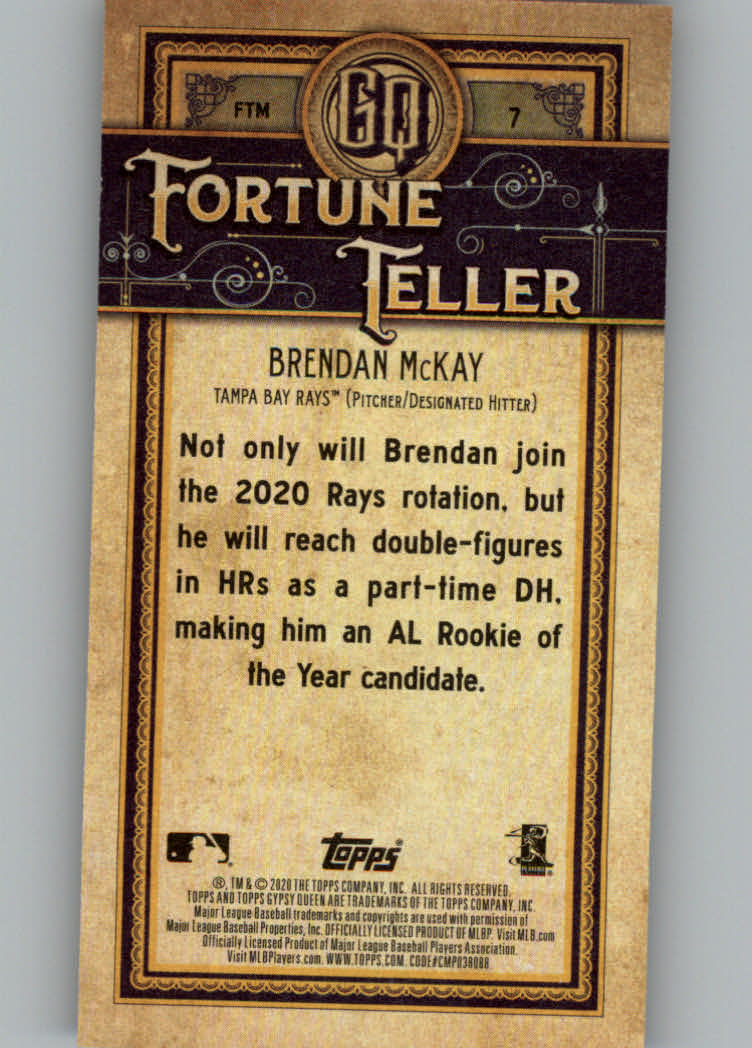 FTM
GQ
7
FORTUNE
TELLER
BRENDAN McKAY
TAMPA BAY RAYS™ (PITCHER/DESIGNATED HITTER)
Not only will Brendan join
the 2020 Rays rotation, but
he will reach double-figures
in HRs as a part-time DH,
making him an AL Rookie of
the Year candidate.
topps®
PLAYERS
®, TM & © 2020 THE TOPPS COMPANY, INC. ALL RIGHTS RESERVED.
TOPPS AND TOPPS GYPSY QUEEN ARE TRADEMARKS OF THE TOPPS COMPANY, INC.
Major League Baseball trademarks and copyrights are used with permission of
Major League Baseball Properties, Inc. OFFICIALLY LICENSED PRODUCT OF MLBP. Visit MLB.com
Officially Licensed Product of Major League Baseball Players Association.
Visit MLBPlayers.com. WWW.TOPPS.COM. CODE#CMP038088